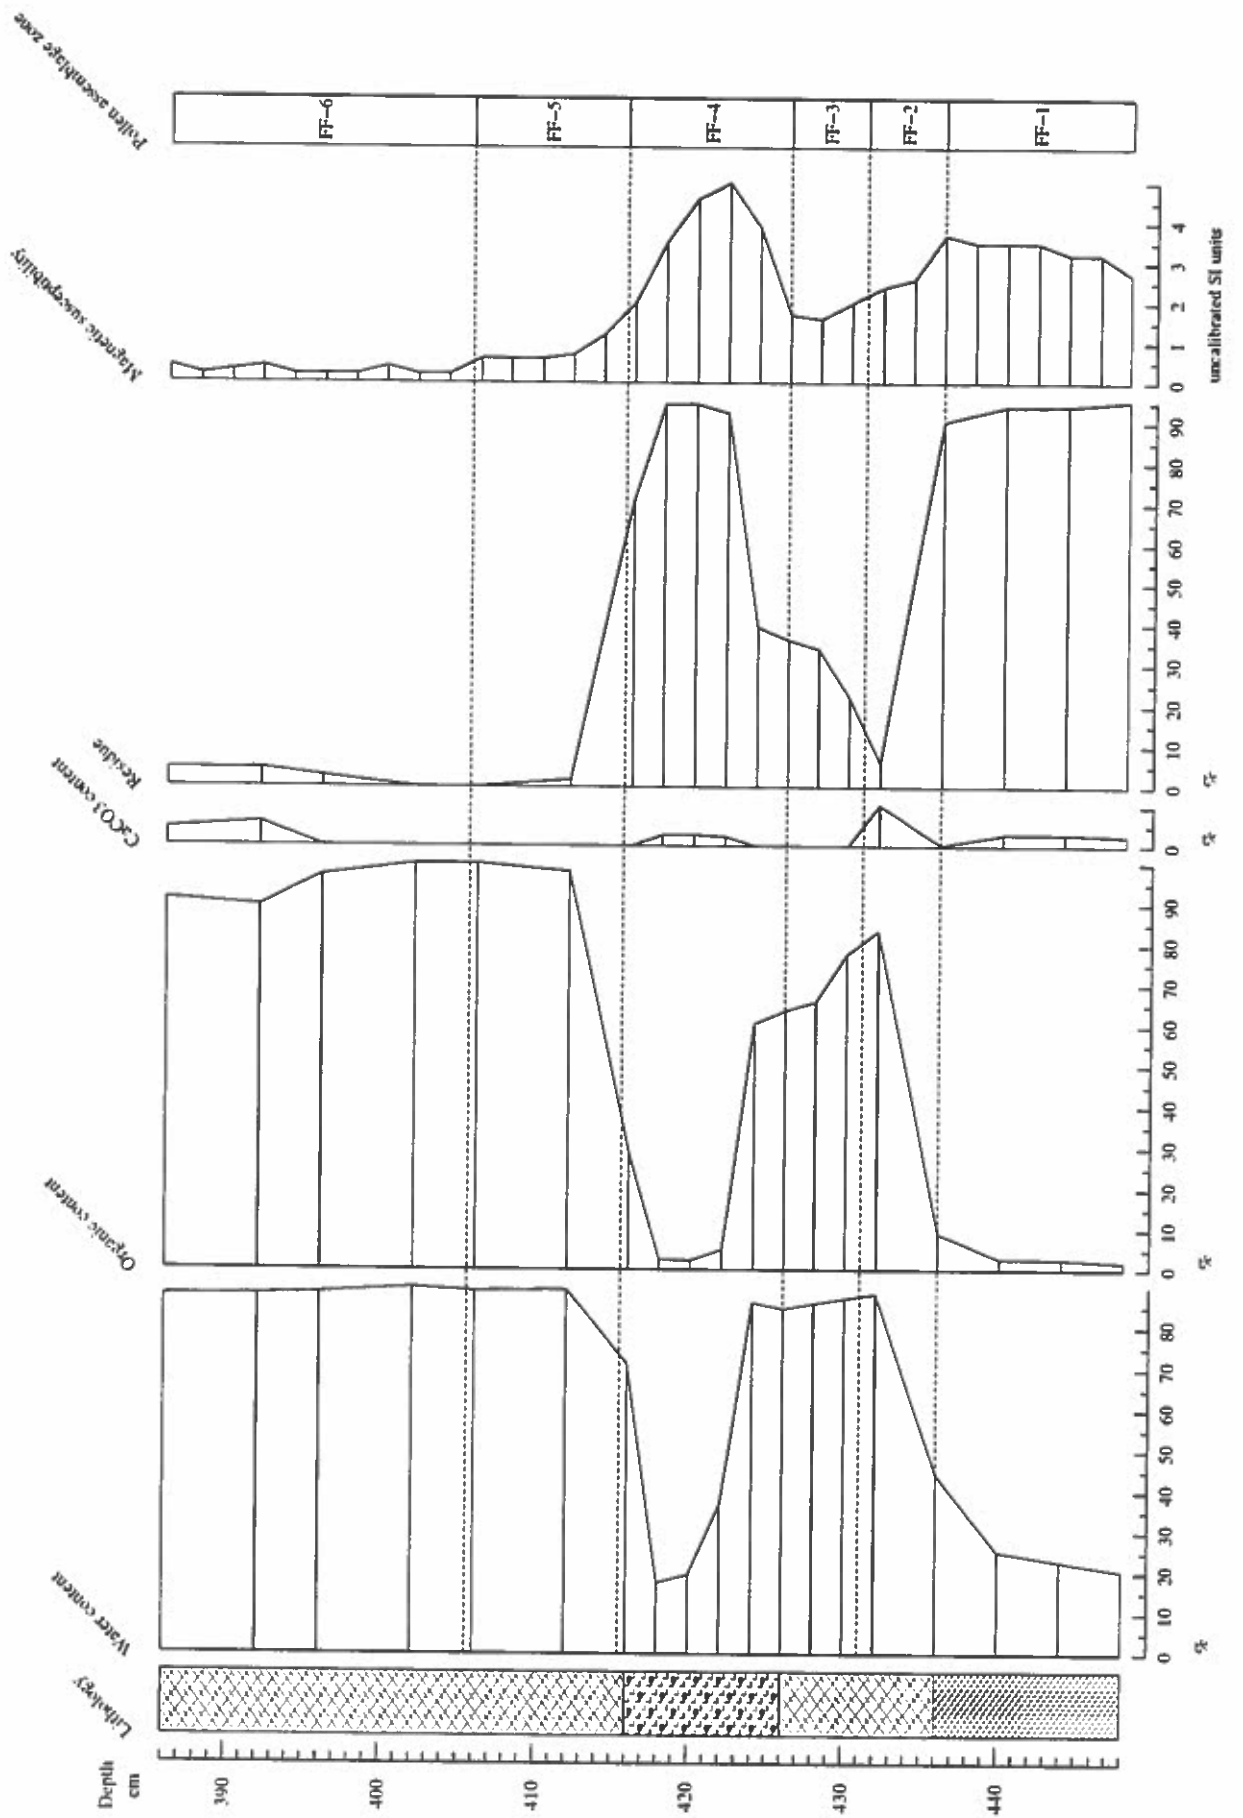 Depth
cm
Lithology
Water content
Organic content
CaCO3 content
Residue
Magnetic susceptibility
Pollen assemblage zone
390
400
410
420
430
440
FF-6
FF-5
FF-4
FF-3
FF-2
FF-1
0 10 20 30 40 50 60 70 80
%
0 10 20 30 40 50 60 70 80 90
%
0
%
0 10 20 30 40 50 60 70 80 90
%
0 1 2 3 4
uncalibrated SI units